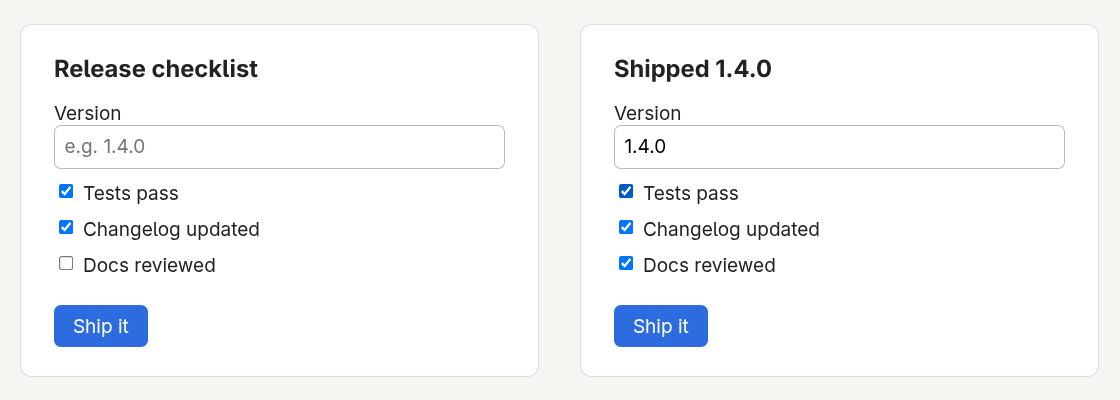 Release checklist
Version
e.g. 1.4.0
Tests pass
Changelog updated
Docs reviewed
Ship it
Shipped 1.4.0
Version
1.4.0
Tests pass
Changelog updated
Docs reviewed
Ship it